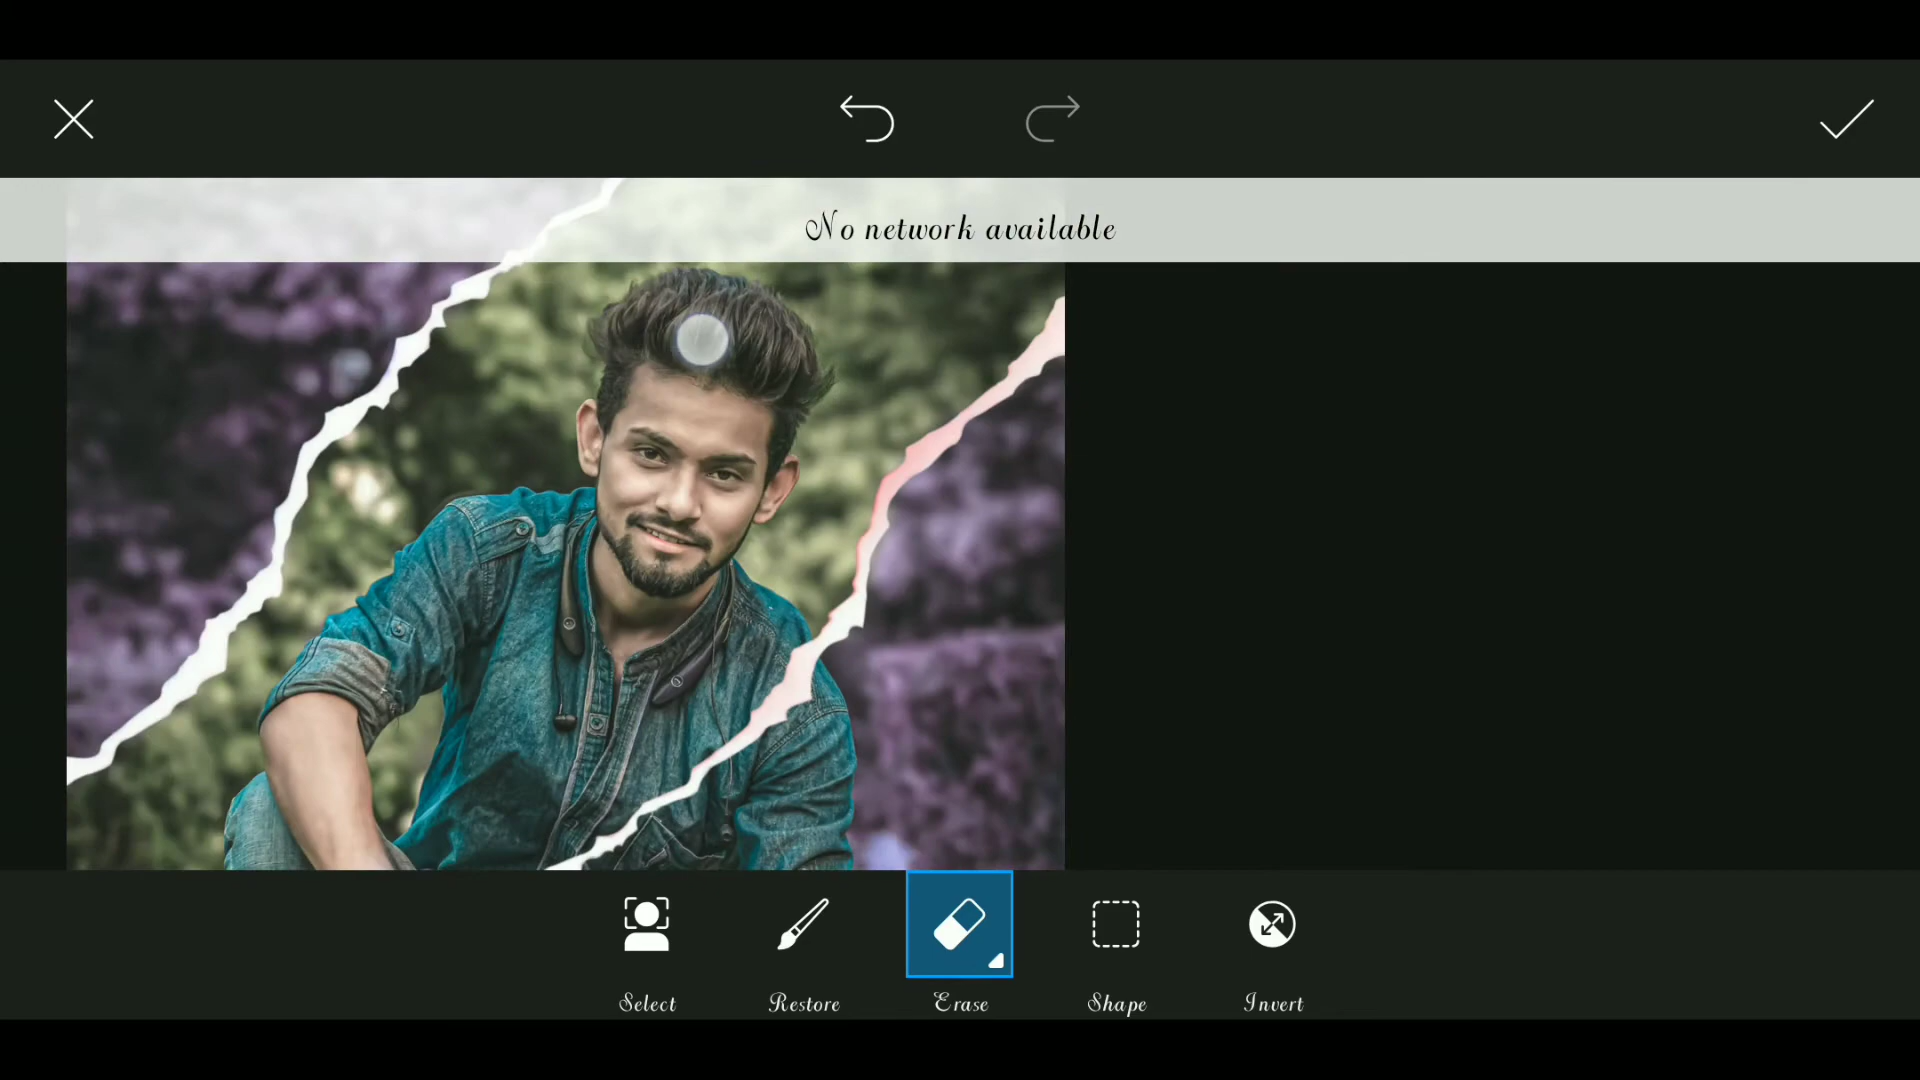 No network available
Select
Restore
Erase
Shape
Invert